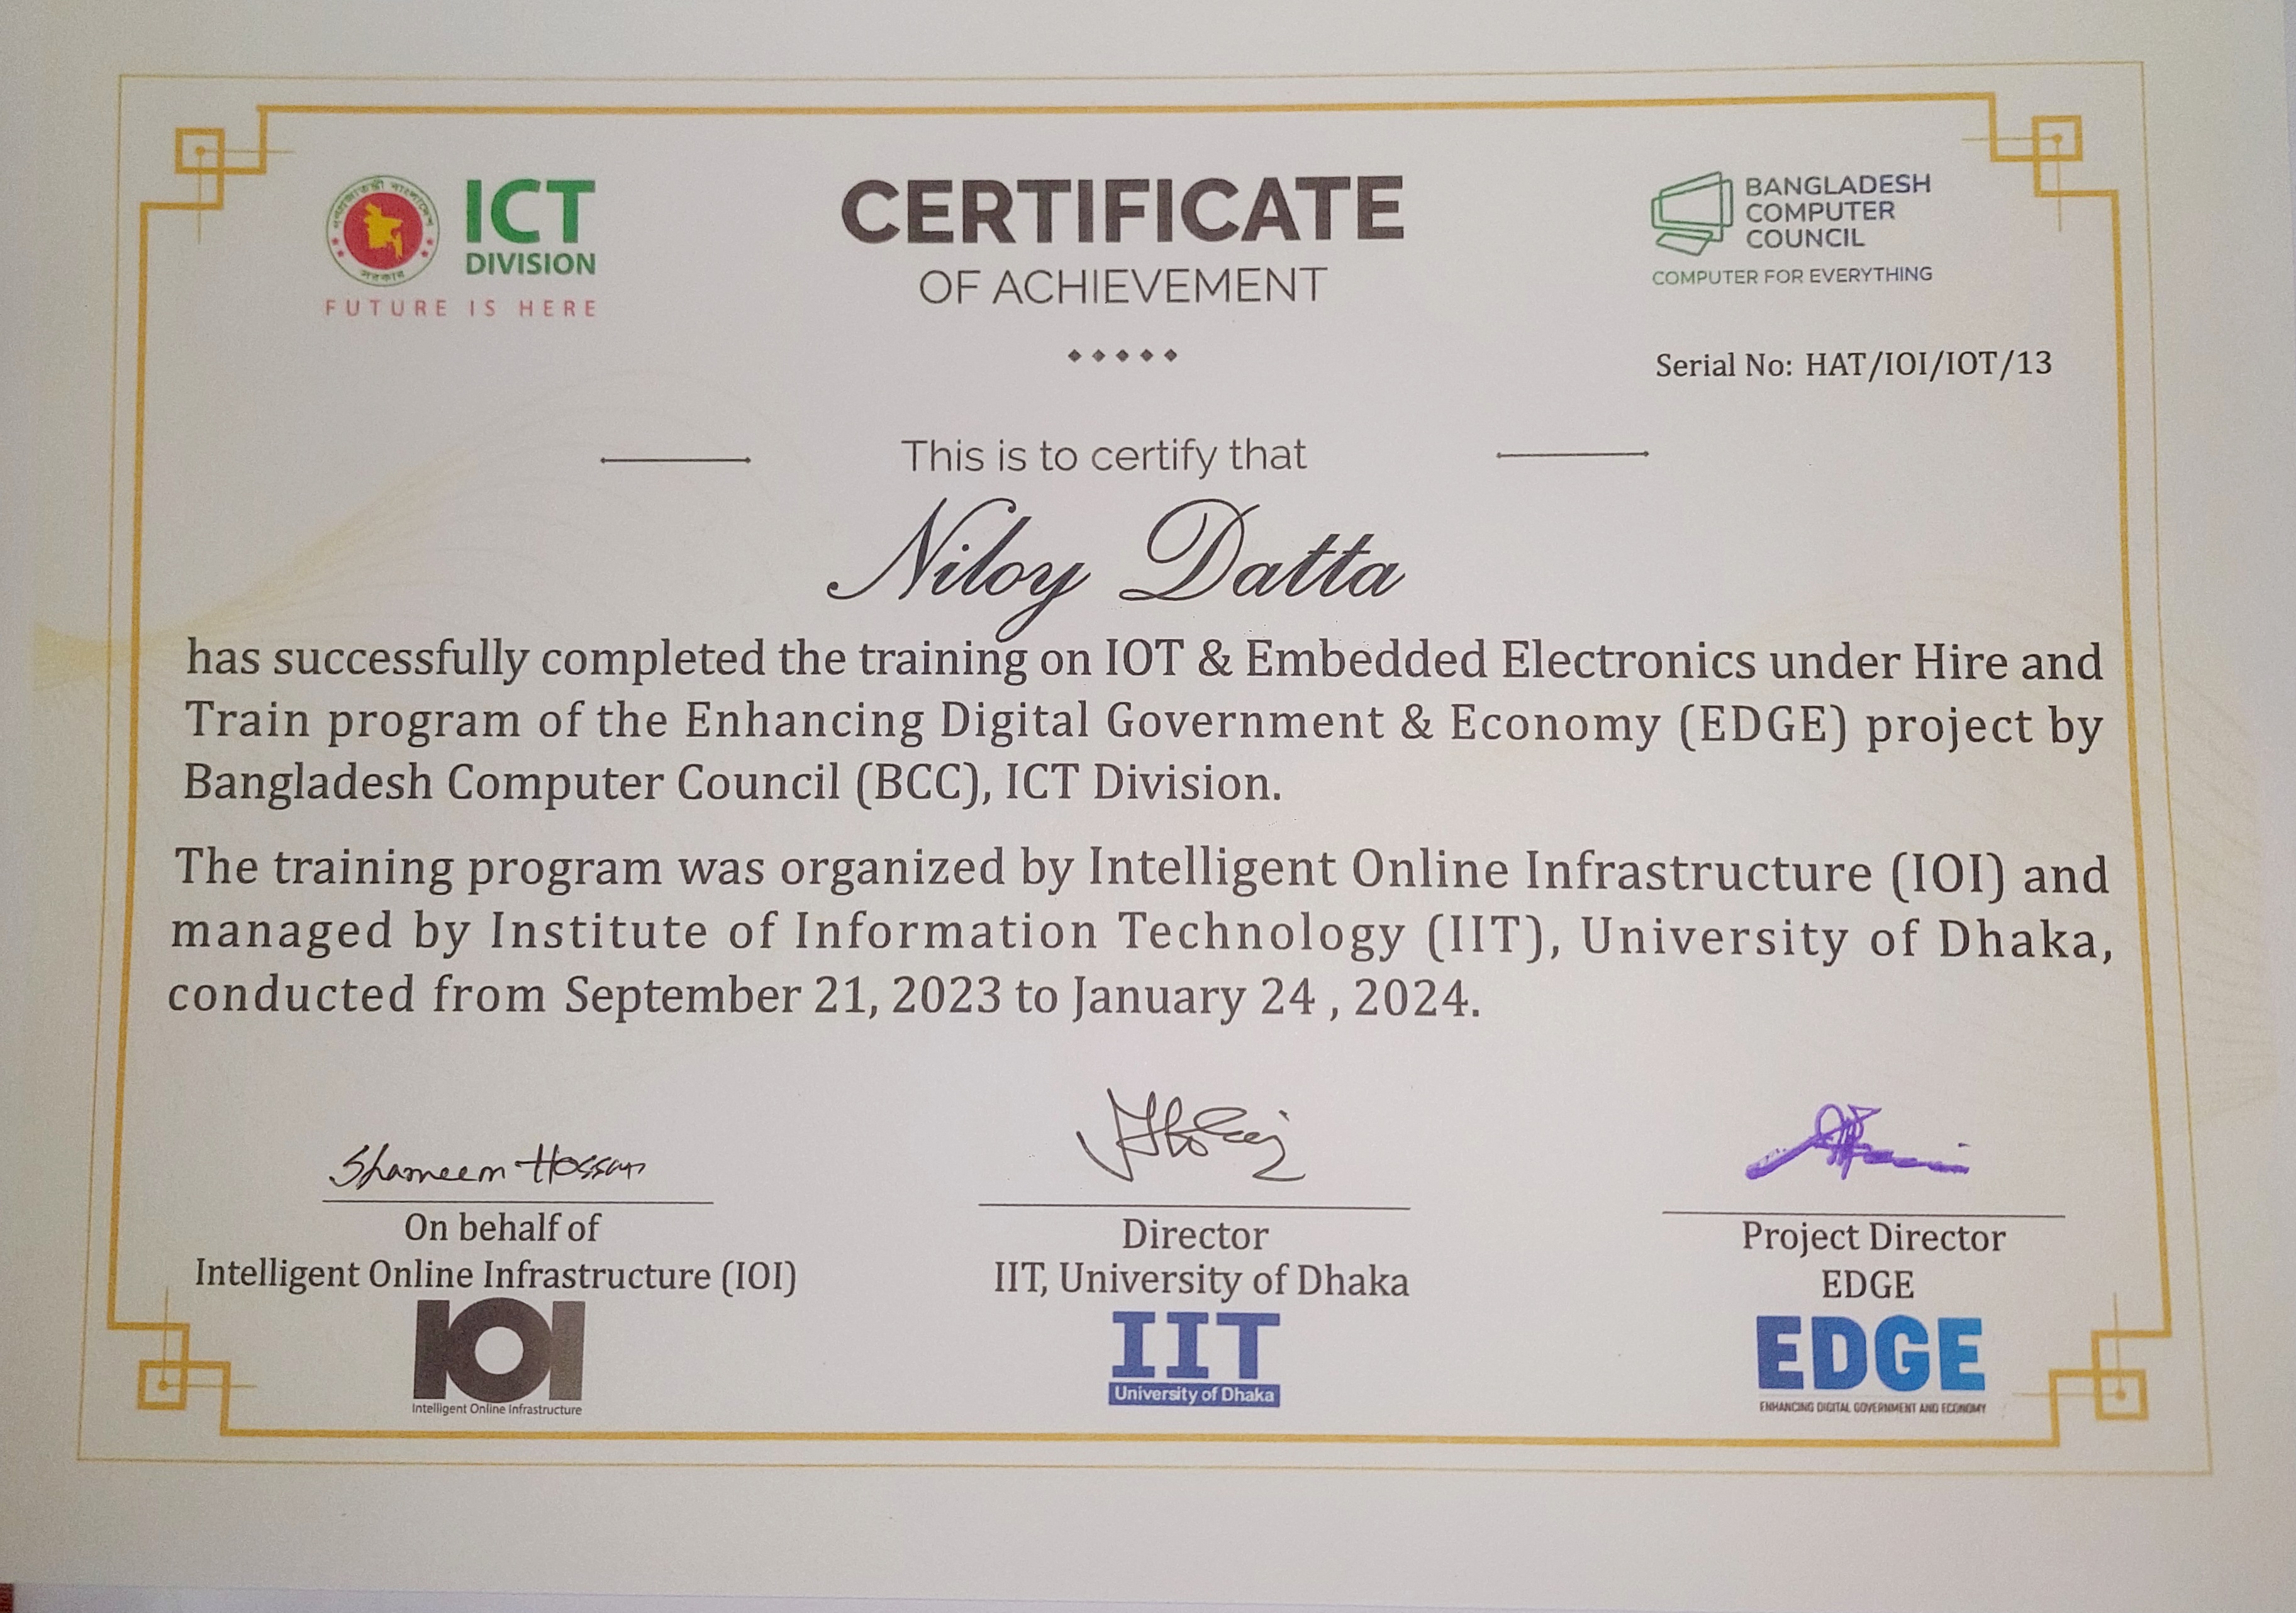 গণপ্রজাতন্ত্রী বাংলাদেশ
সরকার
ICT
DIVISION
FUTURE IS HERE
CERTIFICATE
OF ACHIEVEMENT
BANGLADESH
COMPUTER
COUNCIL
COMPUTER FOR EVERYTHING
Serial No: HAT/IOI/IOT/13
This is to certify that
Niloy Datta
has successfully completed the training on IOT & Embedded Electronics under Hire and
Train program of the Enhancing Digital Government & Economy (EDGE) project by
Bangladesh Computer Council (BCC), ICT Division.
The training program was organized by Intelligent Online Infrastructure (IOI) and
managed by Institute of Information Technology (IIT), University of Dhaka,
conducted from September 21, 2023 to January 24 , 2024.
Shameem Hossan
On behalf of
Intelligent Online Infrastructure (IOI)
IOI
Intelligent Online Infrastructure
Director
IIT, University of Dhaka
IIT
University of Dhaka
Project Director
EDGE
EDGE
ENHANCING DIGITAL GOVERNMENT AND ECONOMY